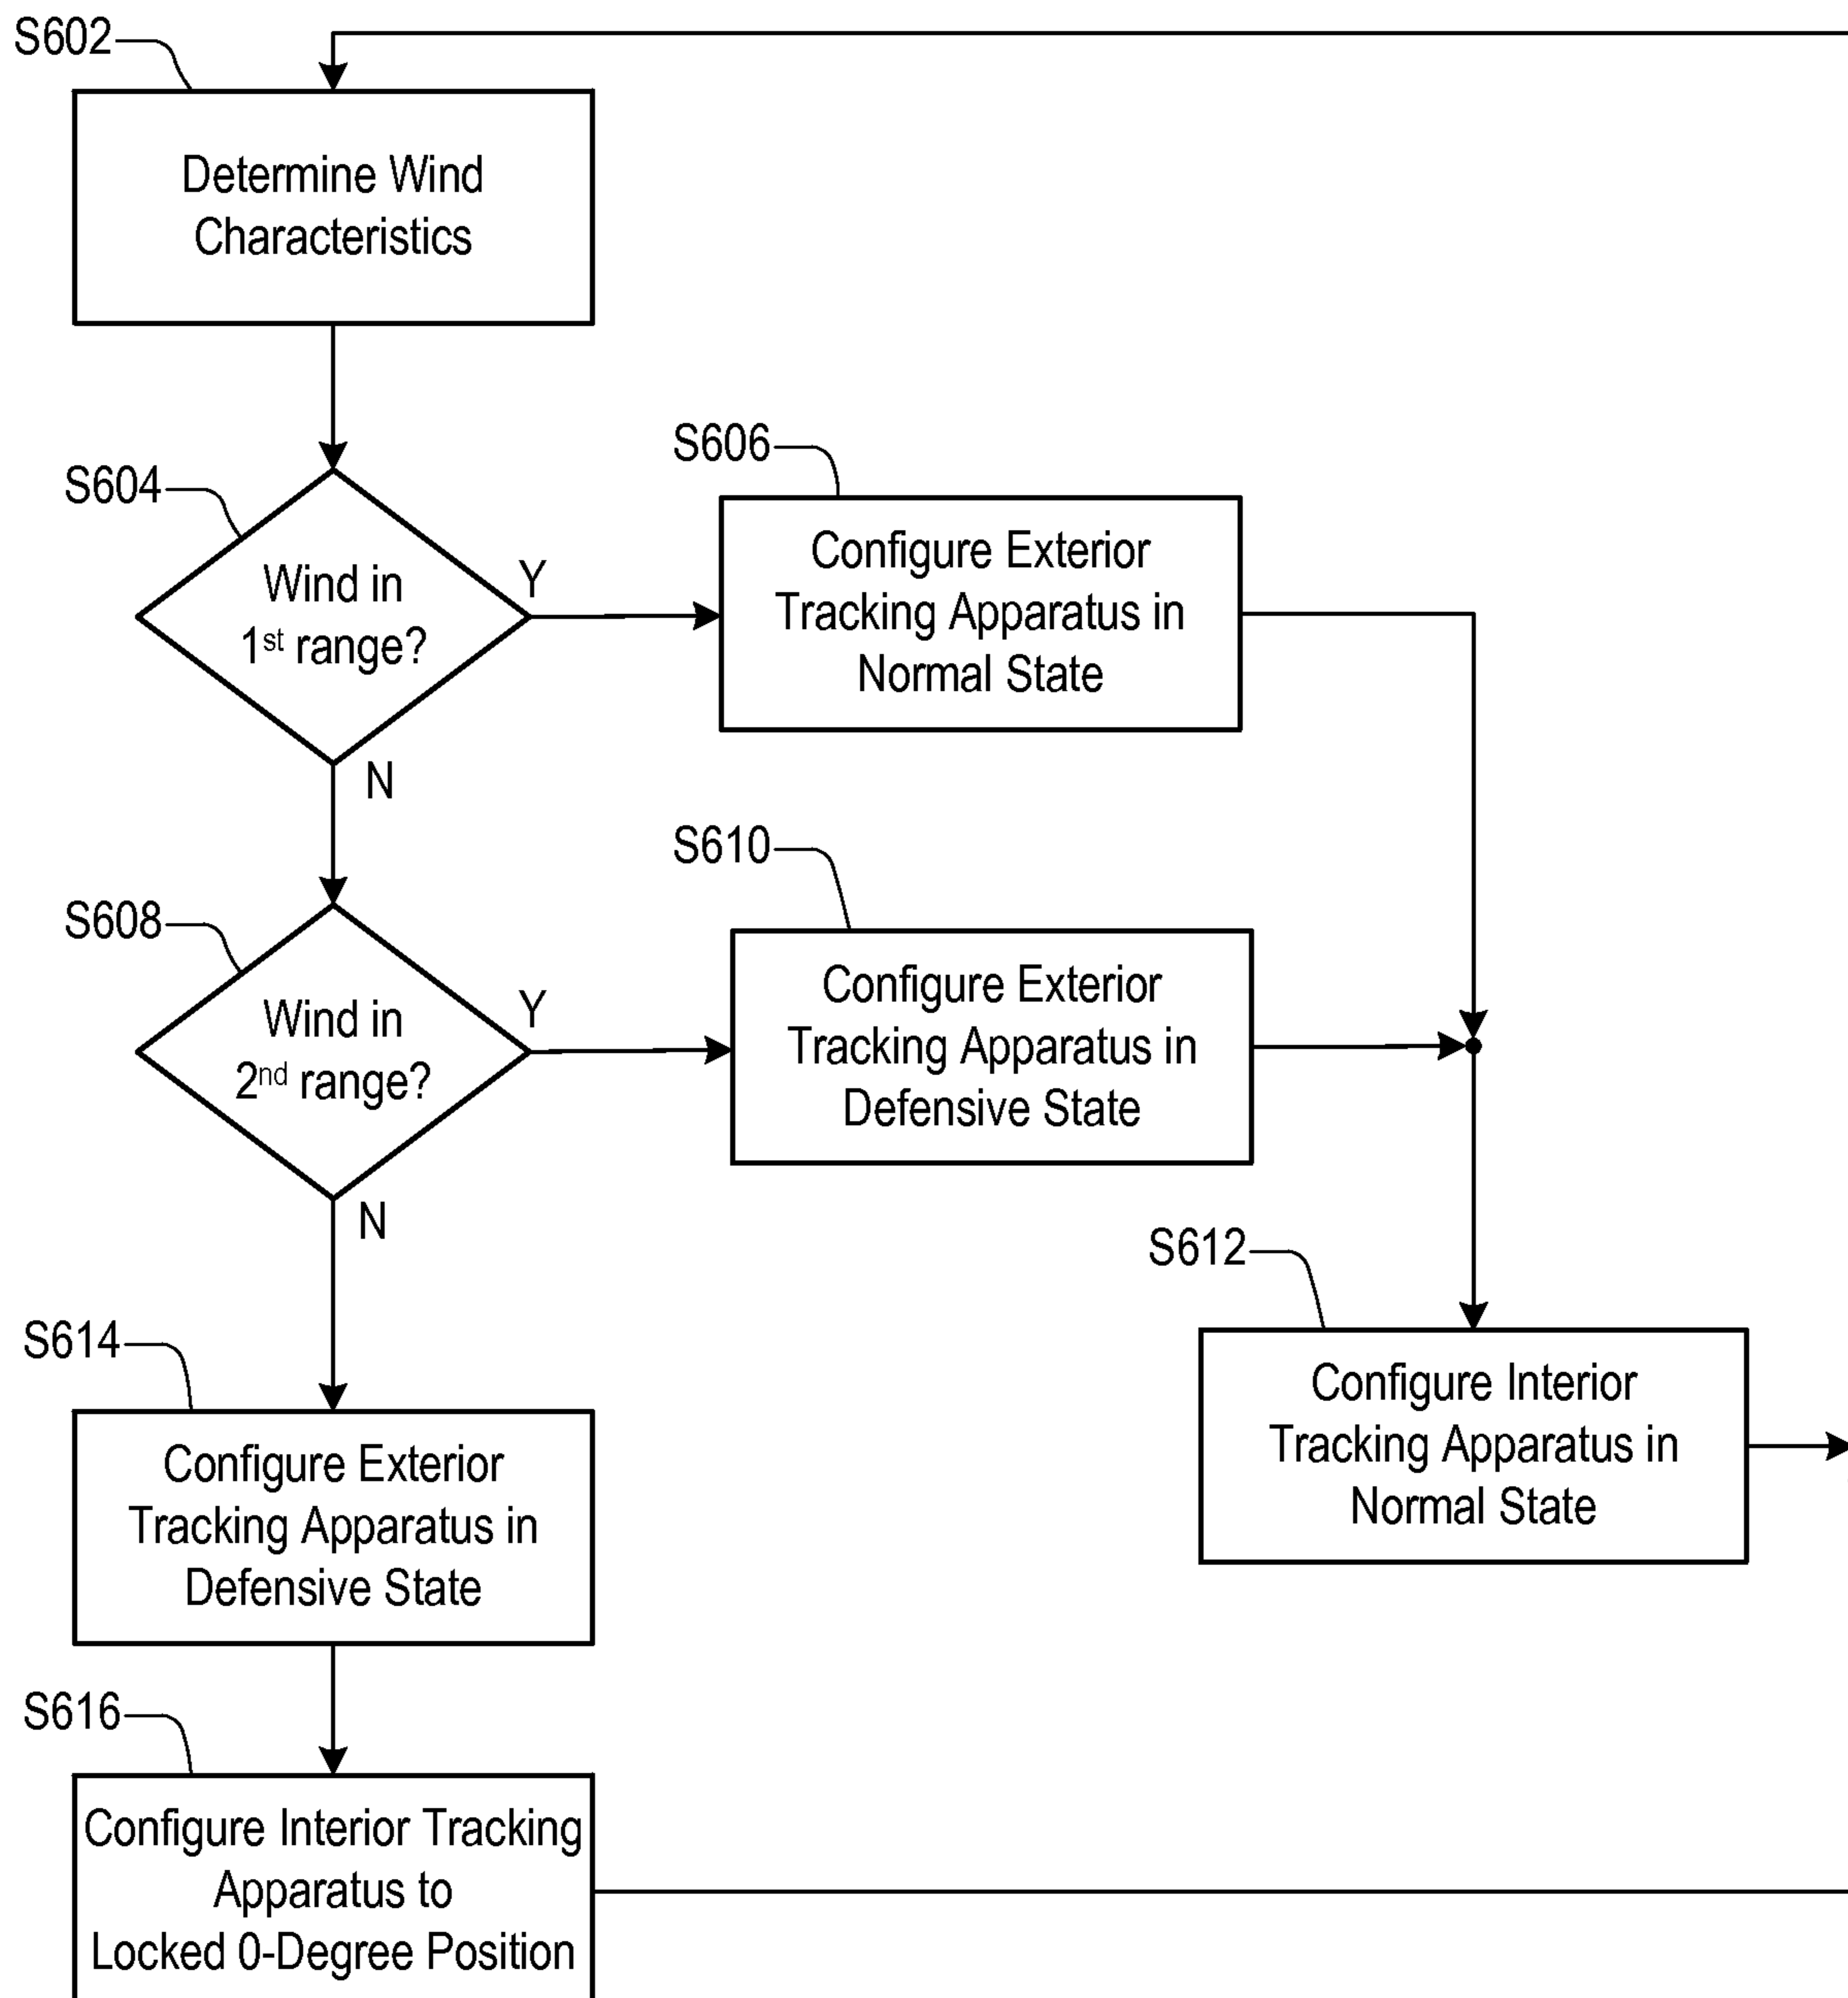 S602
Determine Wind
Characteristics
S604
Wind in
1st range?
Y
N
S606
Configure Exterior
Tracking Apparatus in
Normal State
S608
Wind in
2nd range?
Y
N
S610
Configure Exterior
Tracking Apparatus in
Defensive State
S612
Configure Interior
Tracking Apparatus in
Normal State
S614
Configure Exterior
Tracking Apparatus in
Defensive State
S616
Configure Interior Tracking
Apparatus to
Locked 0-Degree Position